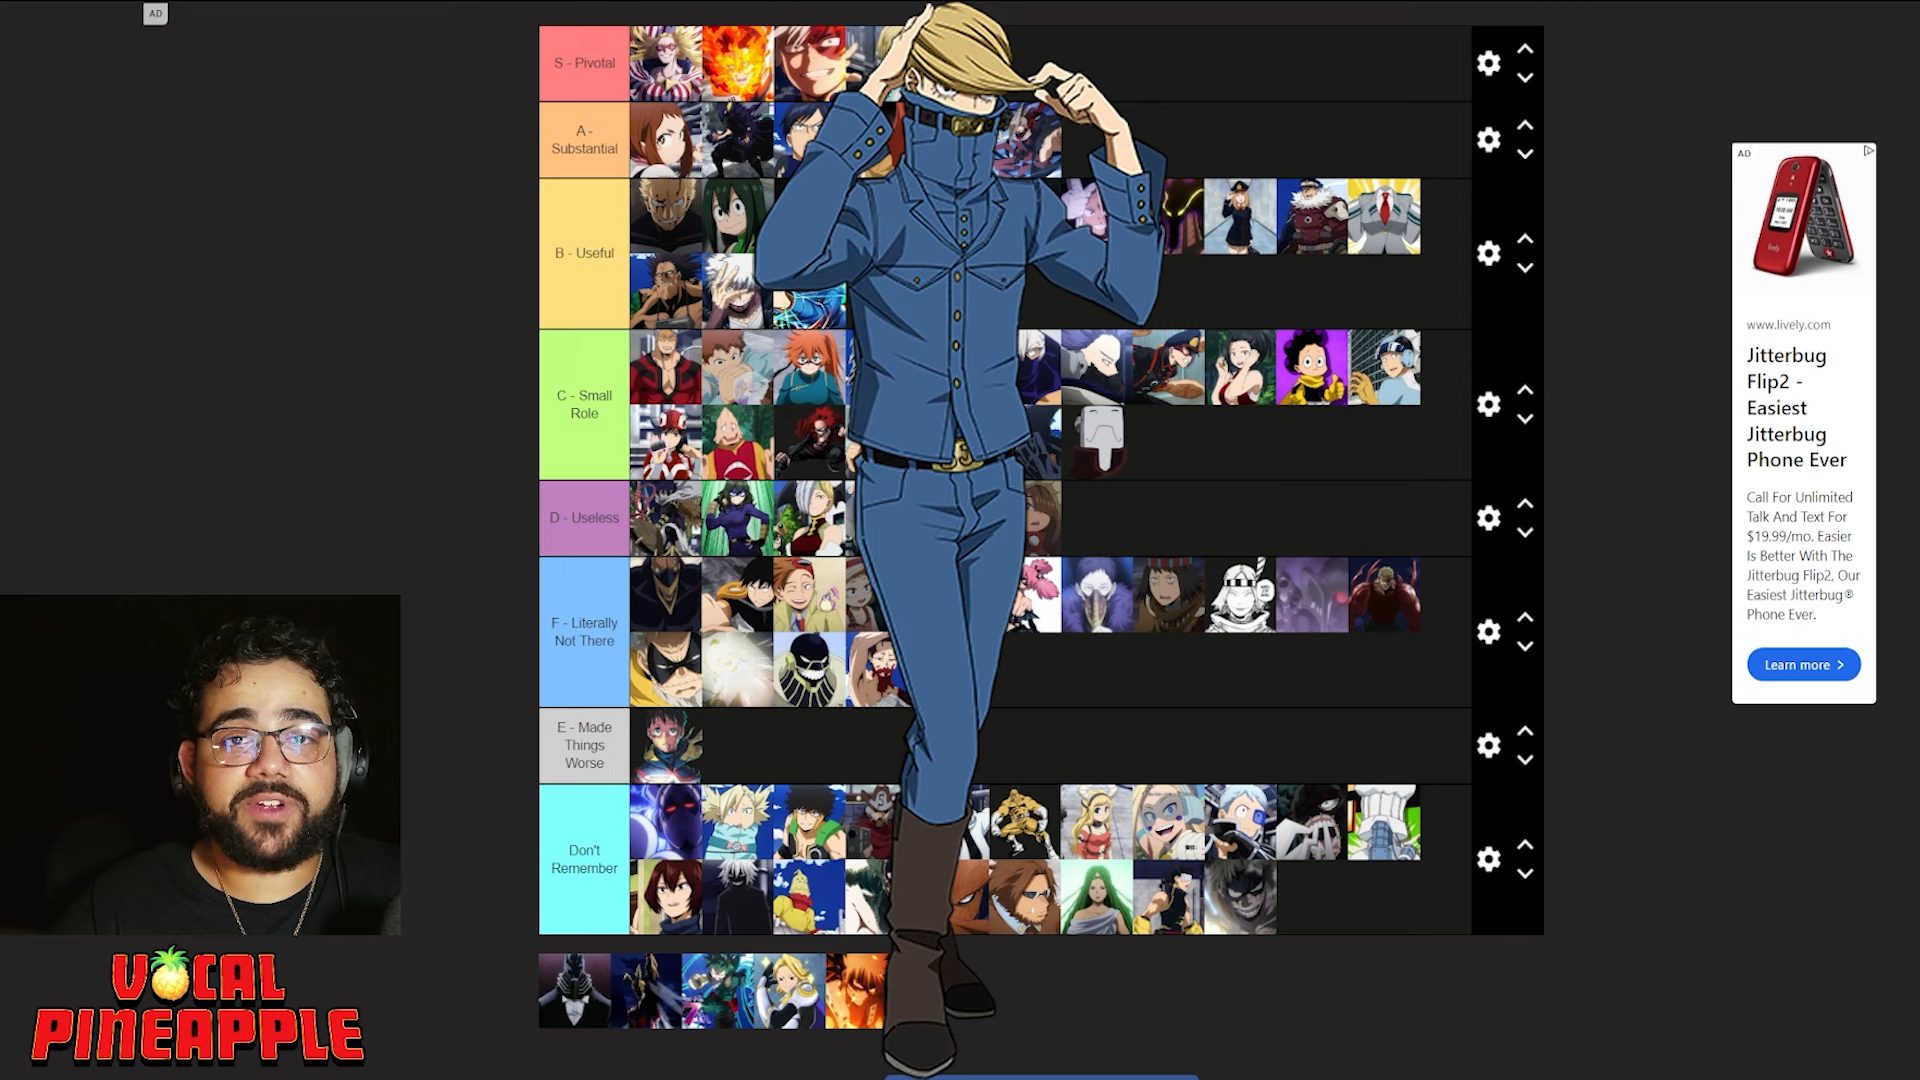 AD
S - Pivotal
A -
Substantial
B - Useful
C - Small
Role
D - Useless
F - Literally
Not There
E - Made
Things
Worse
Don't
Remember
AD
www.lively.com
Jitterbug
Flip2 -
Easiest
Jitterbug
Phone Ever
Call For Unlimited
Talk And Text For
$19.99/mo. Easier
Is Better With The
Jitterbug Flip2, Our
Easiest Jitterbug®
Phone Ever.
Learn more
VOCAL
PINEAPPLE